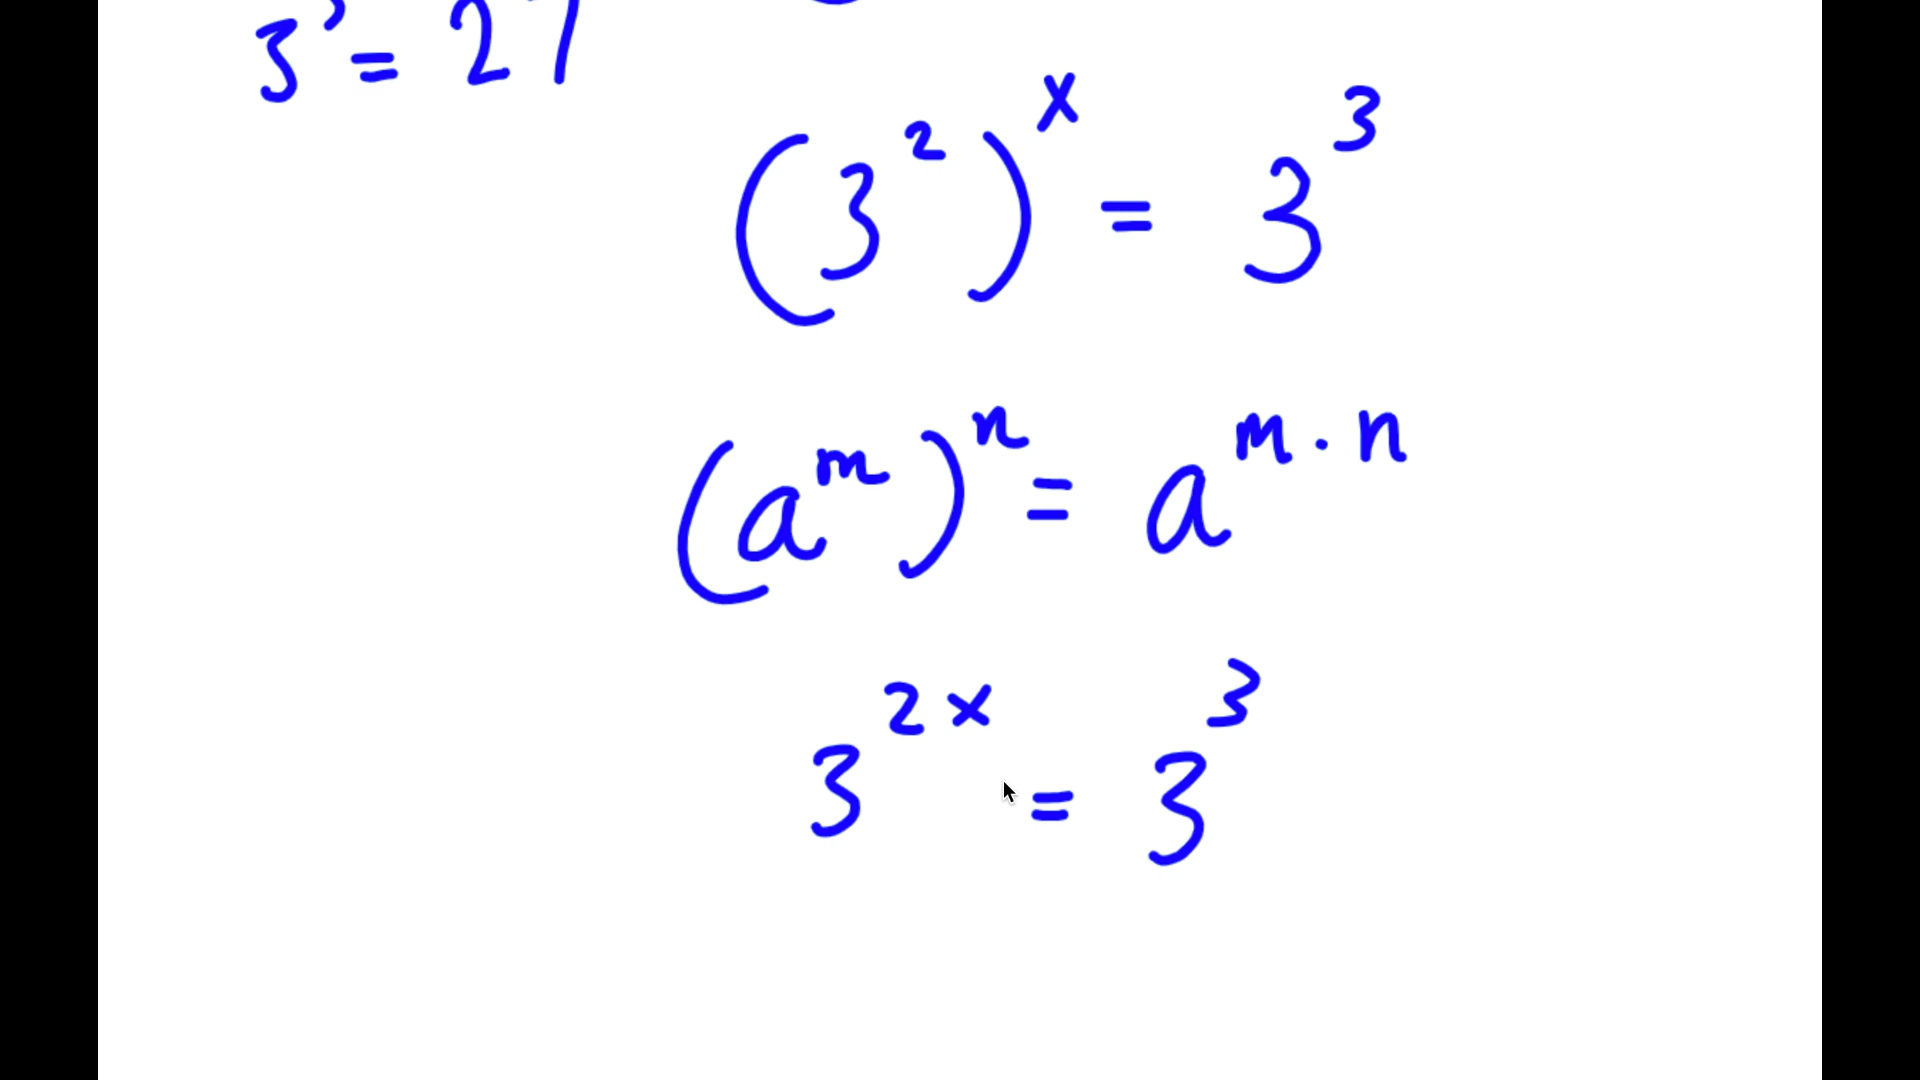 3³ = 27
(3²)ˣ = 3³
(aᵐ)ⁿ = aᵐ·ⁿ
3²ˣ = 3³